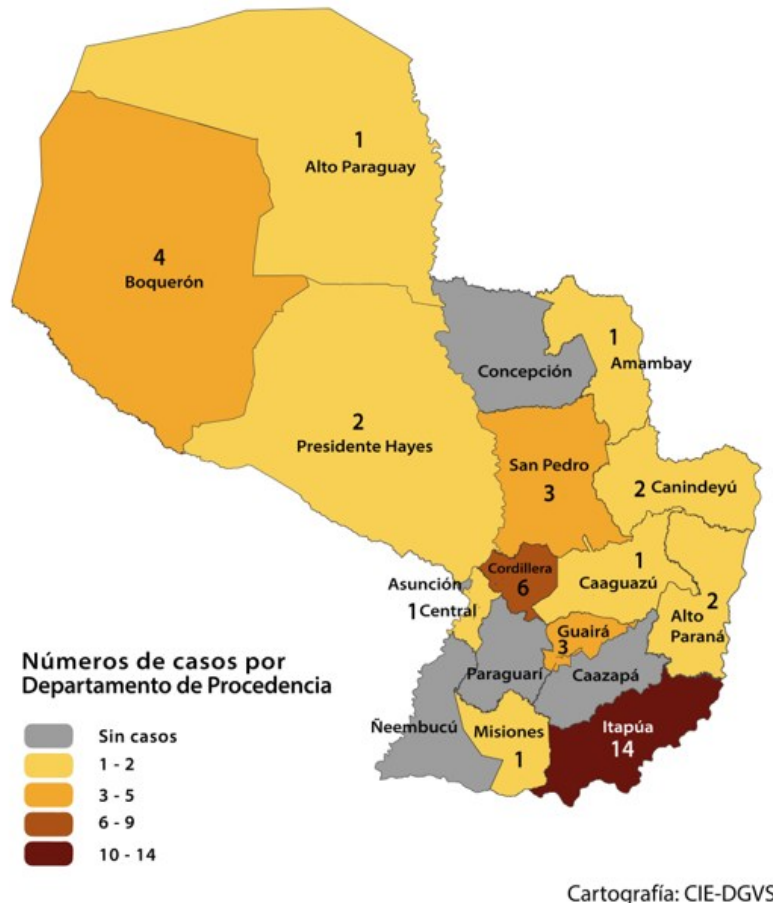 1
Alto Paraguay
4
Boquerón
Concepción
1
Amambay
2
Presidente Hayes
San Pedro
3
2 Canindeyú
Cordillera
6
1
Caaguazú
Asunción
1 Central
2
Alto
Paraná
Guairá
3
Paraguarí
Caazapá
Ñeembucú
Misiones
1
Itapúa
14
Números de casos por
Departamento de Procedencia
Sin casos
1 - 2
3 - 5
6 - 9
10 - 14
Cartografía: CIE-DGVS